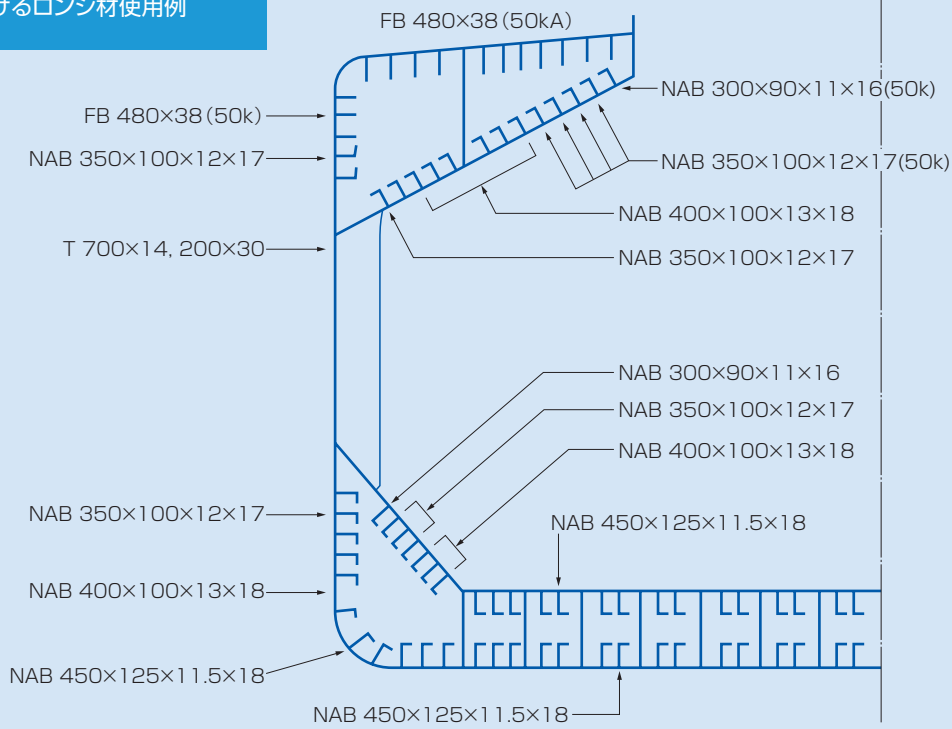 けるロンジ材使用例
FB 480×38(50kA)
NAB 300×90×11×16(50k)
FB 480×38(50k)
NAB 350×100×12×17
NAB 350×100×12×17(50k)
NAB 400×100×13×18
T 700×14, 200×30
NAB 350×100×12×17
NAB 300×90×11×16
NAB 350×100×12×17
NAB 400×100×13×18
NAB 350×100×12×17
NAB 450×125×11.5×18
NAB 400×100×13×18
NAB 450×125×11.5×18
NAB 450×125×11.5×18